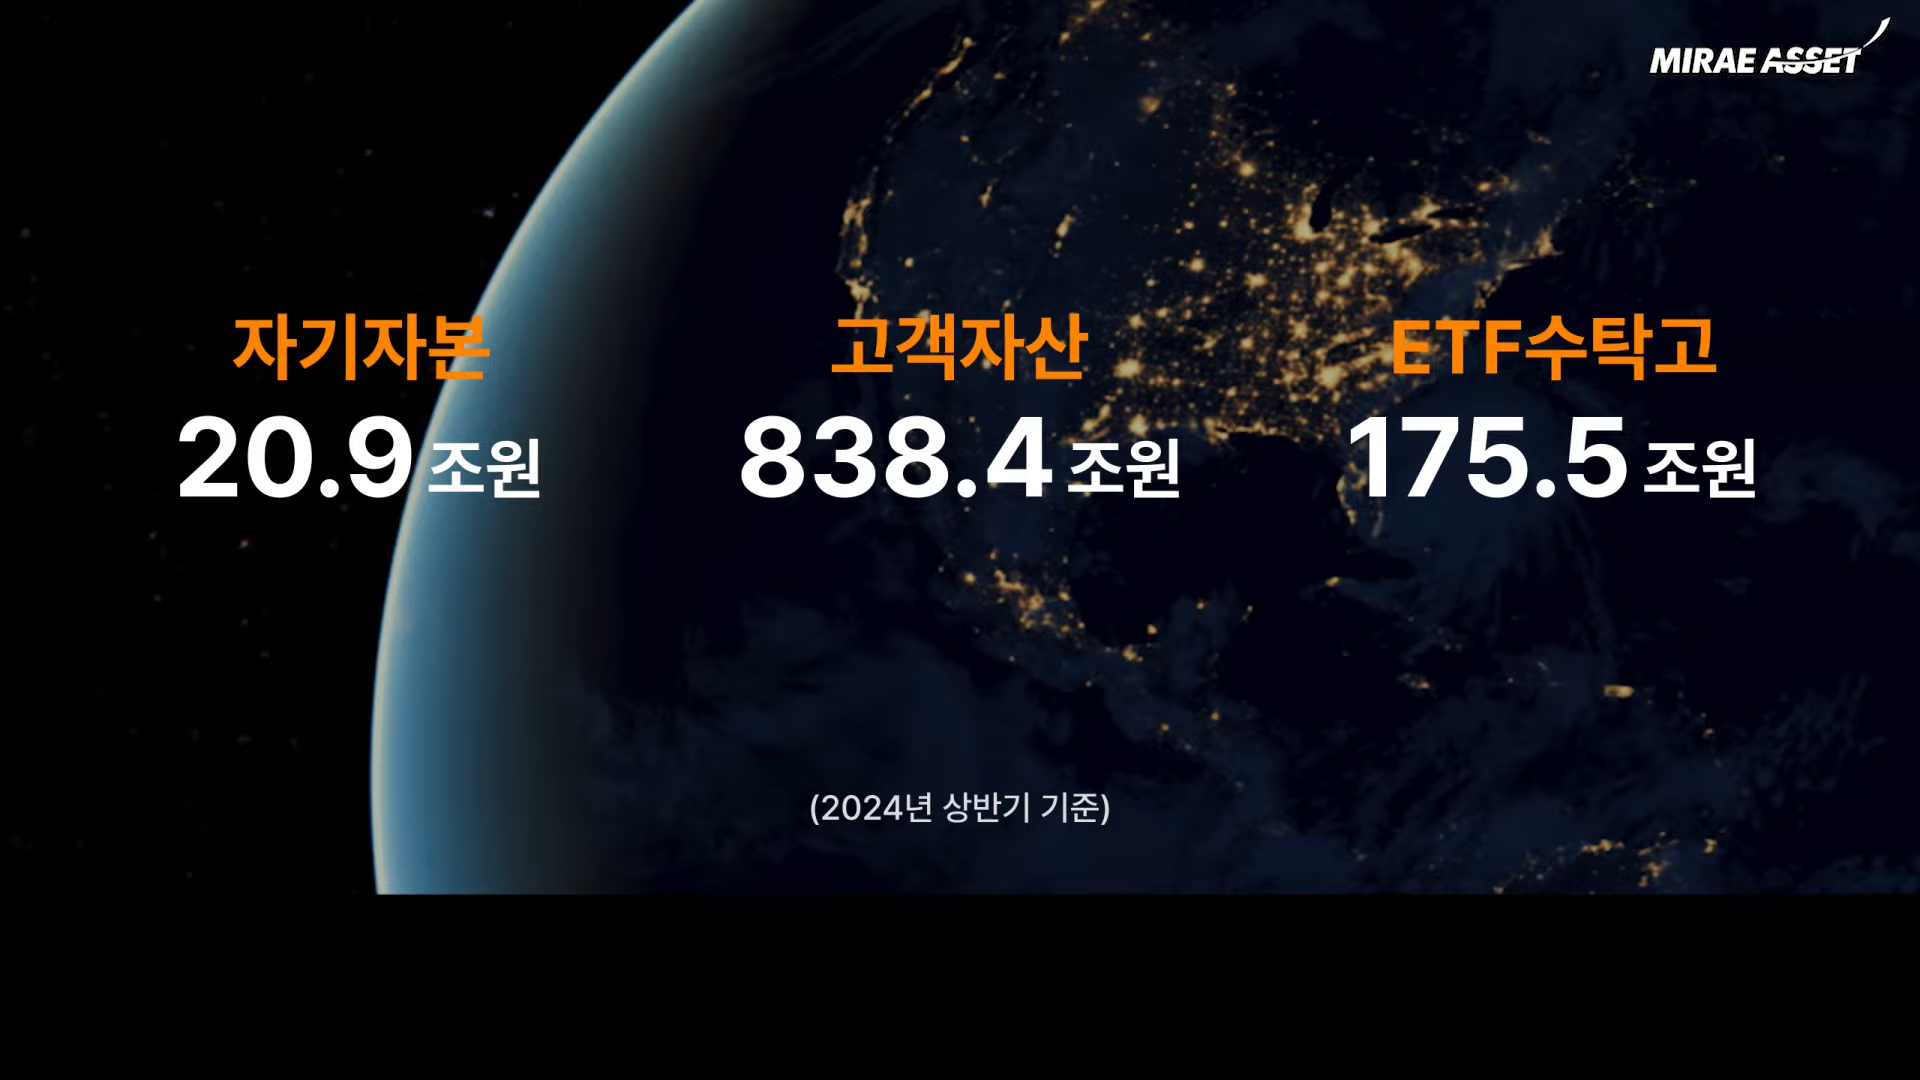 MIRAE ASSET
자기자본
20.9 조원
고객자산
838.4 조원
ETF수탁고
175.5 조원
(2024년 상반기 기준)